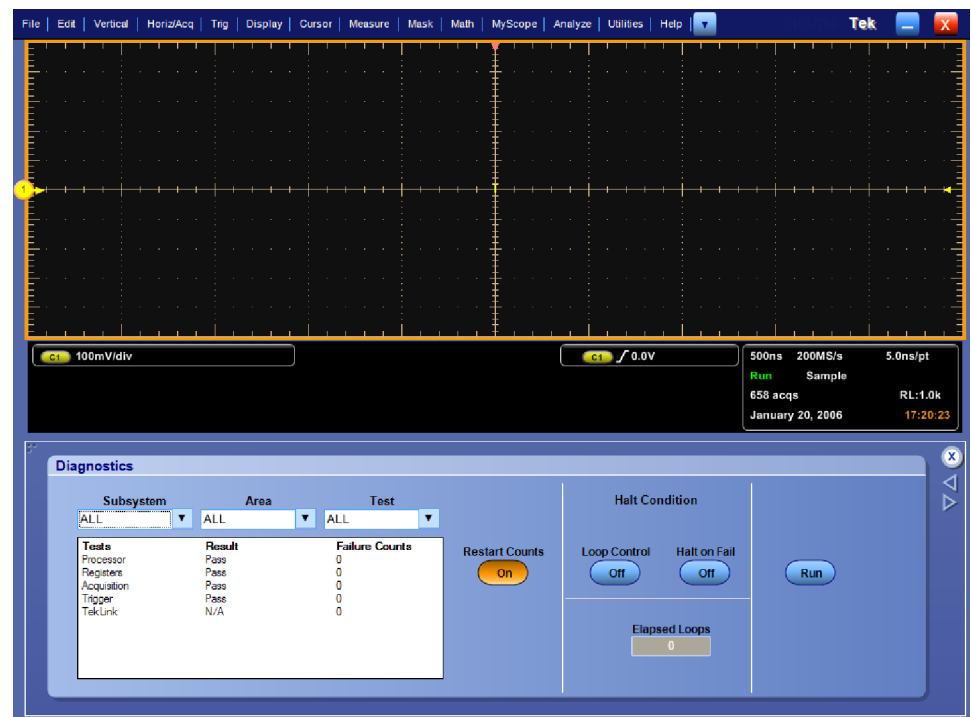 File | Edit | Vertical | Horiz/Acq | Trig | Display | Cursor | Measure | Mask | Math | MyScope | Analyze | Utilities | Help | Tek X
1
T
C1 100mV/div
C1 0.0V
500ns 200MS/s 5.0ns/pt
Run Sample
658 acqs RL:1.0k
January 20, 2006 17:20:23
X
Diagnostics
Subsystem Area Test
ALL ALL ALL
Tests Result Failure Counts
Processor Pass 0
Registers Pass 0
Acquisition Pass 0
Trigger Pass 0
TekLink N/A 0
Restart Counts
On
Halt Condition
Loop Control Halt on Fail
Off Off
Elapsed Loops
0
Run